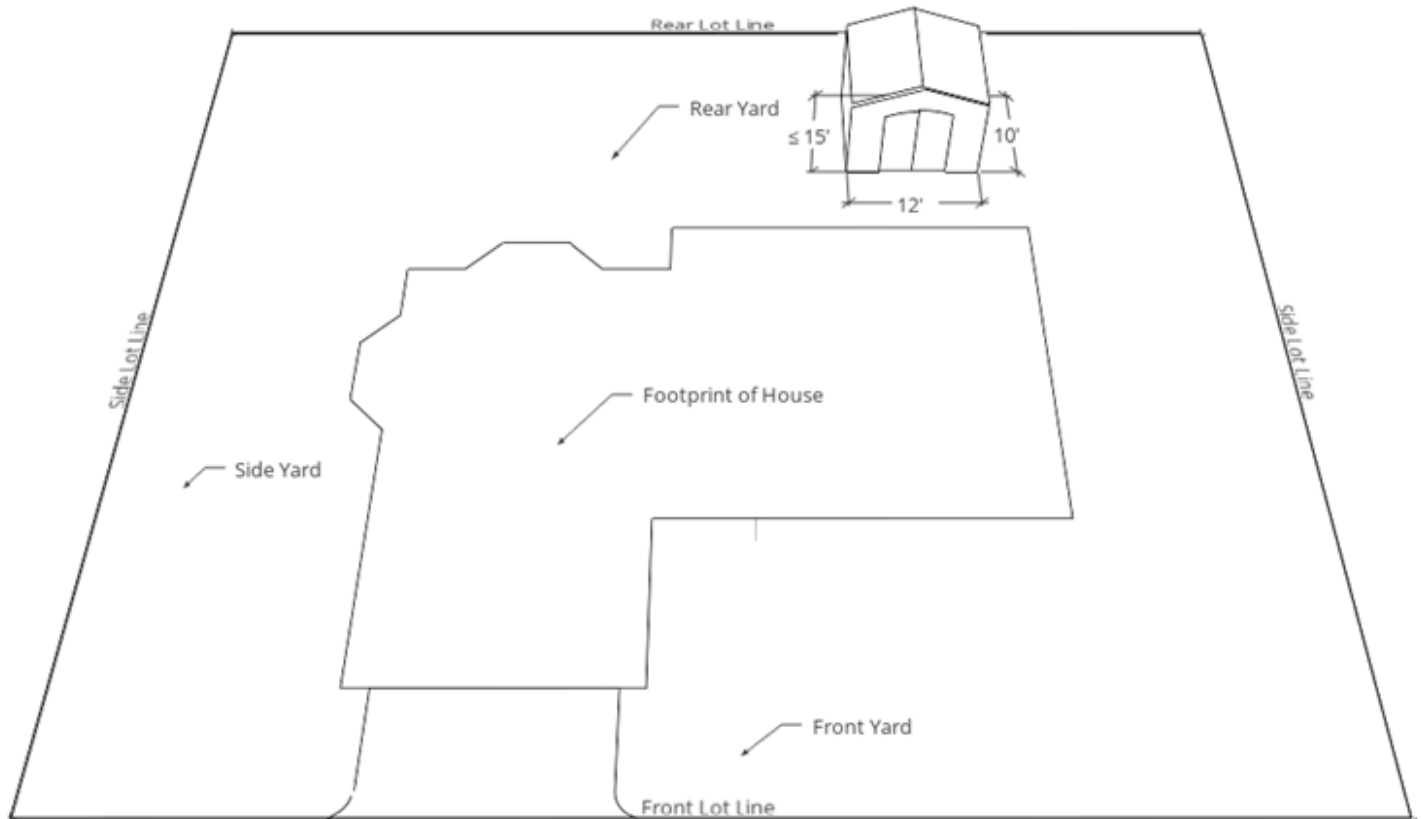 Rear Lot Line
Rear Yard
≤ 15'
10'
12'
Side Lot Line
Side Lot Line
Footprint of House
Side Yard
Front Yard
Front Lot Line